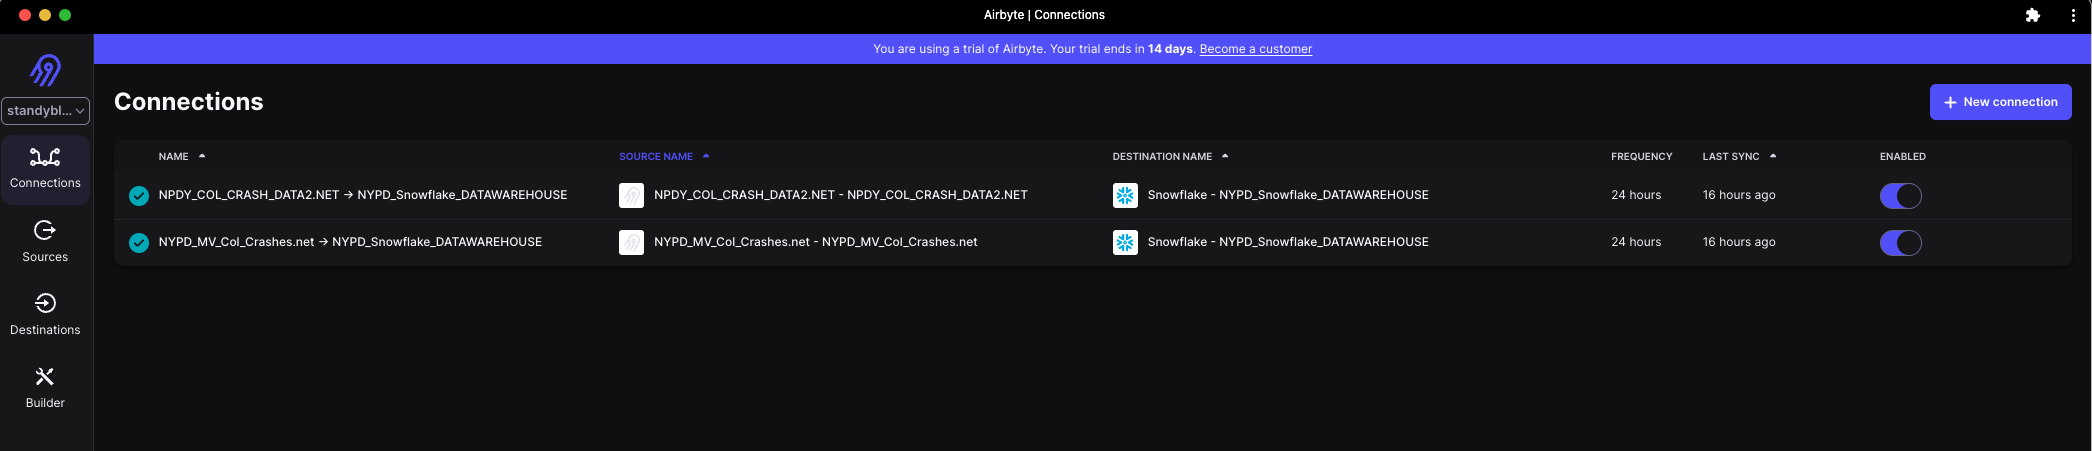 Airbyte | Connections
You are using a trial of Airbyte. Your trial ends in 14 days. Become a customer
standybl...
Connections
Sources
Destinations
Builder
Connections
New connection
NAME SOURCE NAME DESTINATION NAME FREQUENCY LAST SYNC ENABLED
NPDY_COL_CRASH_DATA2.NET → NYPD_Snowflake_DATAWAREHOUSE NPDY_COL_CRASH_DATA2.NET - NPDY_COL_CRASH_DATA2.NET Snowflake - NYPD_Snowflake_DATAWAREHOUSE 24 hours 16 hours ago
NYPD_MV_Col_Crashes.net → NYPD_Snowflake_DATAWAREHOUSE NYPD_MV_Col_Crashes.net - NYPD_MV_Col_Crashes.net Snowflake - NYPD_Snowflake_DATAWAREHOUSE 24 hours 16 hours ago